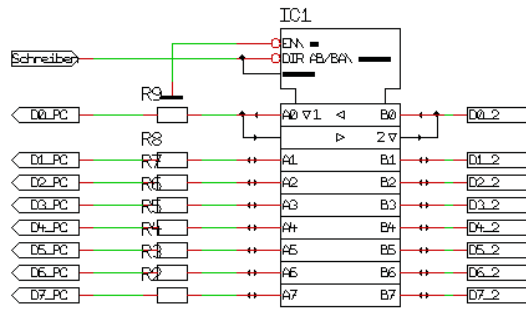 IC1
EN\
Schreiben DIR AB/BA\
R9
D0_PC A0 ▽1 ◁ B0 D0_2
R8 ▷ 2▽
D1_PC R7 A1 B1 D1_2
D2_PC R6 A2 B2 D2_2
D3_PC R5 A3 B3 D3_2
D4_PC R4 A4 B4 D4_2
D5_PC R3 A5 B5 D5_2
D6_PC R2 A6 B6 D6_2
D7_PC A7 B7 D7_2